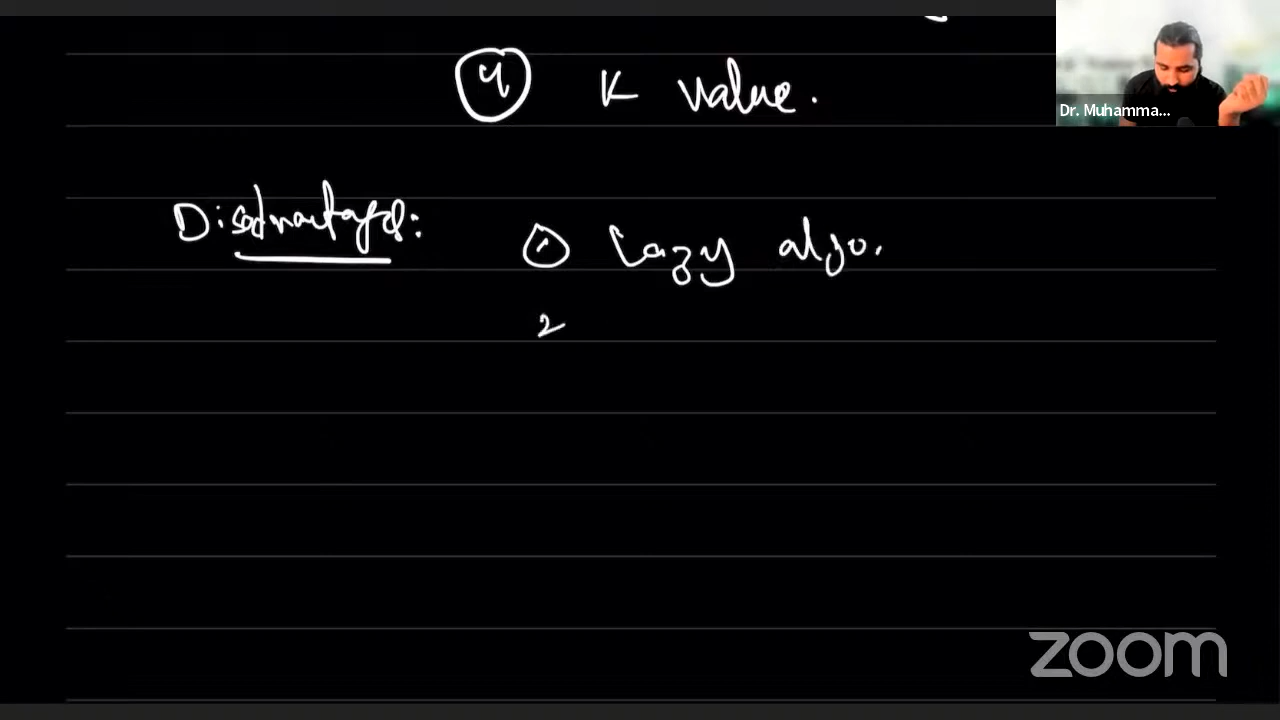 4 K value.
Dr. Muhamma...
Disadvantages: 1 Lazy algo.
2
zoom